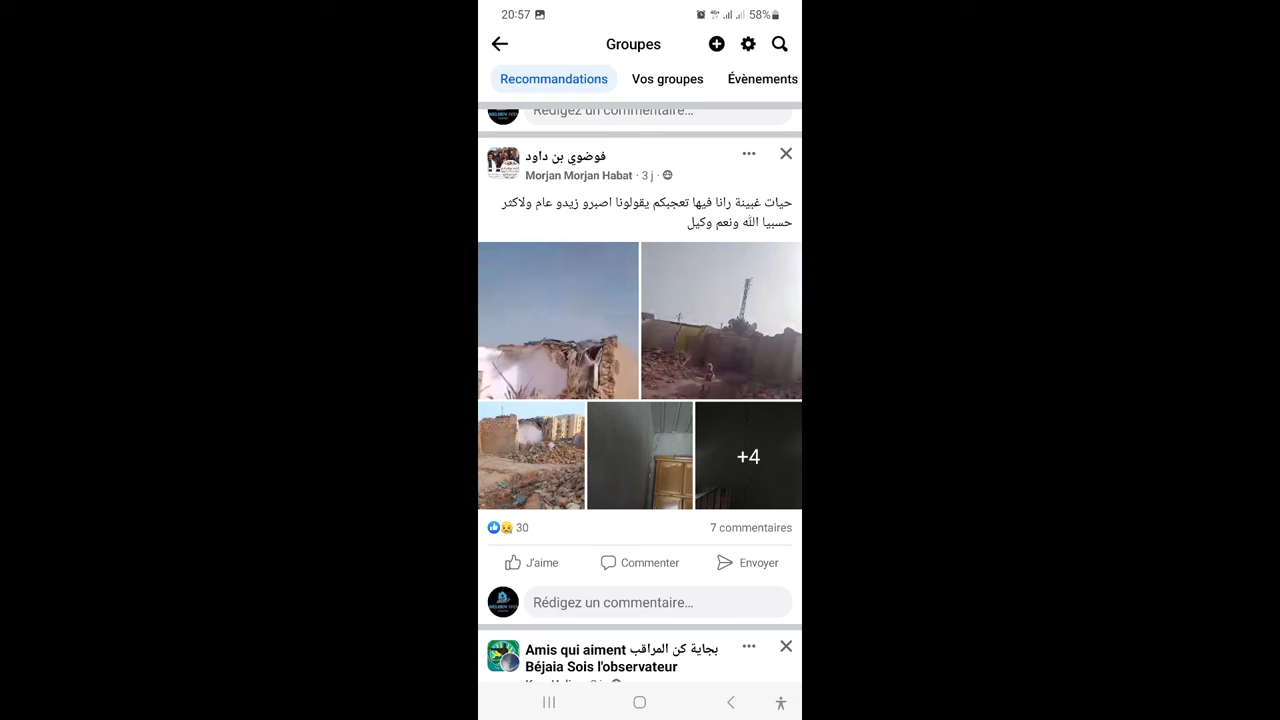 20:57
4G+
58%
Groupes
Recommandations
Vos groupes
Évènements
Rédigez un commentaire...
فوضوي بن داود
Morjan Morjan Habat · 3 j ·
حيات غبينة رانا فيها تعجبكم يقولونا اصبرو زيدو عام ولاكثر
حسبيا الله ونعم وكيل
+4
30
7 commentaires
J'aime
Commenter
Envoyer
Rédigez un commentaire...
Amis qui aiment بجاية كن المراقب
Béjaia Sois l'observateur